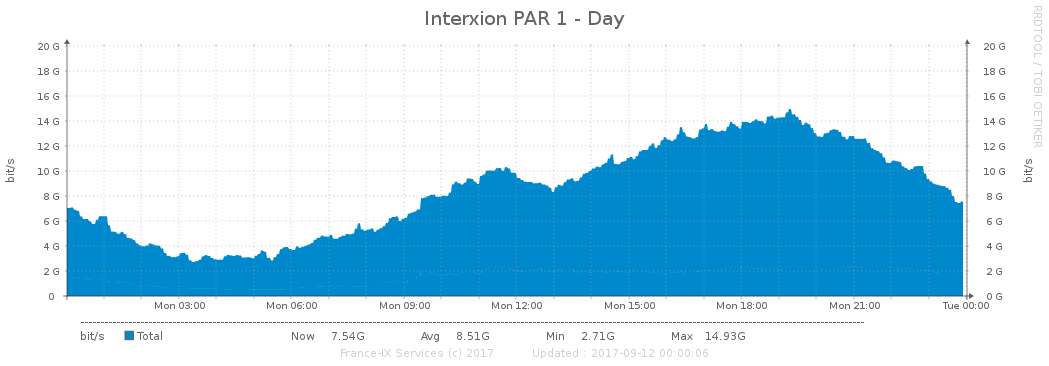 Interxion PAR 1 - Day
RRDTOOL / TOBI OETIKER
20 G 20 G
18 G 18 G
16 G 16 G
14 G 14 G
12 G 12 G
10 G 10 G
8 G 8 G
6 G 6 G
4 G 4 G
2 G 2 G
0 0 G
bit/s
bit/s
Mon 03:00 Mon 06:00 Mon 09:00 Mon 12:00 Mon 15:00 Mon 18:00 Mon 21:00 Tue 00:00
bit/s Total Now 7.54G Avg 8.51G Min 2.71G Max 14.93G
France-IX Services (c) 2017 Updated : 2017-09-12 00:00:06